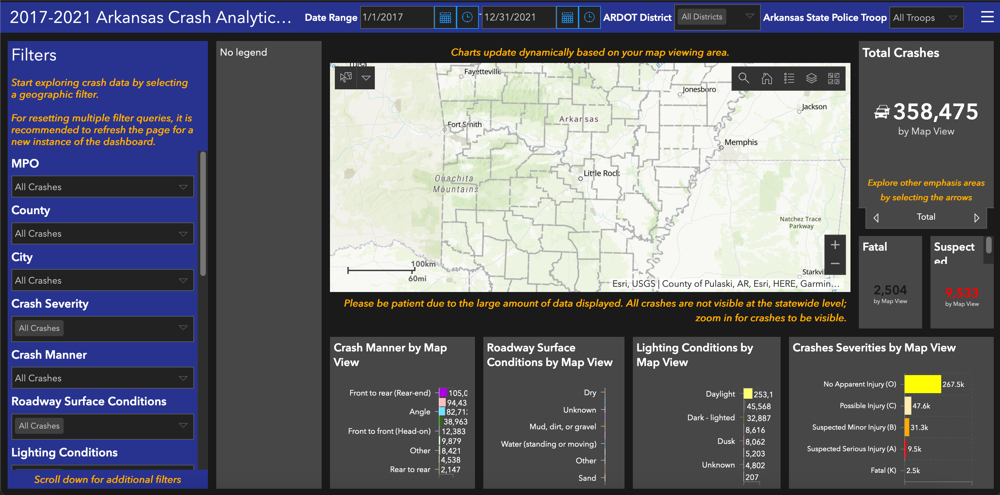 2017-2021 Arkansas Crash Analytic...
Date Range
1/1/2017
-
12/31/2021
ARDOT District
All Districts
Arkansas State Police Troop
All Troops
Filters
Start exploring crash data by selecting
a geographic filter.
For resetting multiple filter queries, it is
recommended to refresh the page for a
new instance of the dashboard.
MPO
All Crashes
County
All Crashes
City
All Crashes
Crash Severity
All Crashes
Crash Manner
All Crashes
Roadway Surface Conditions
All Crashes
Lighting Conditions
Scroll down for additional filters
No legend
Charts update dynamically based on your map viewing area.
Tulsa
Fayetteville
Jonesboro
Jackson
Arkansas
Fort Smith
Memphis
Little Rock
Ouachita
Mountains
Natchez Trace
Parkway
100km
60mi
Starkvil
Esri, USGS | County of Pulaski, AR, Esri, HERE, Garmin...
Please be patient due to the large amount of data displayed. All crashes are not visible at the statewide level;
zoom in for crashes to be visible.
Total Crashes
358,475
by Map View
Explore other emphasis areas
by selecting the arrows
Total
Fatal
2,504
by Map View
Suspect
ed
9,533
by Map View
Crash Manner by Map
View
Front to rear (Rear-end) 105,0
94,43
Angle 82,71
38,963
Front to front (Head-on) 12,383
9,879
Other 8,421
4,538
Rear to rear 2,147
Roadway Surface
Conditions by Map View
Dry
Unknown
Mud, dirt, or gravel
Water (standing or moving)
Other
Sand
Lighting Conditions by
Map View
Daylight 253,1
45,568
Dark - lighted 32,887
8,616
Dusk 8,062
5,203
Unknown 4,802
207
Crashes Severities by Map View
No Apparent Injury (O) 267.5k
Possible Injury (C) 47.6k
Suspected Minor Injury (B) 31.3k
Suspected Serious Injury (A) 9.5k
Fatal (K) 2.5k